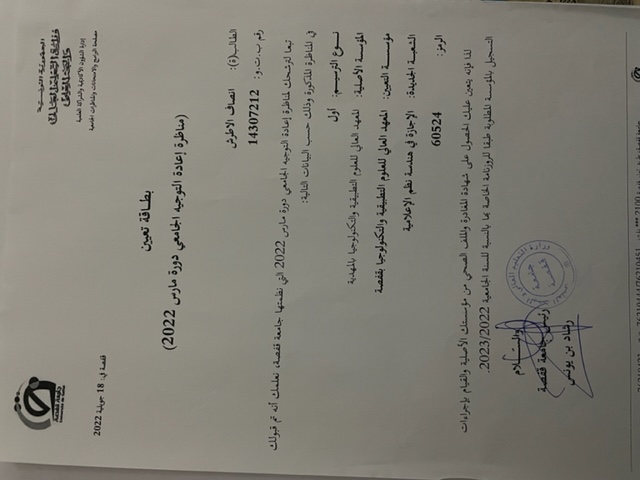 الجمهورية التونسية
وزارة التعليم العالي
والبحث العلمي
إدارة الشؤون الأكاديمية والشراكة العلمية
مصلحة البرامج والامتحانات والمناظرات الجامعية
جامعة قفصة
Université de Gafsa
قفصة في: 18 جويلية 2022
بطاقة تعيين
(مناظرة إعادة التوجيه الجامعي دورة مارس 2022)
الطالب(ة): انصاف الاطرش
رقم ب.ت.و: 14307212
تبعا لترشحك لمناظرة إعادة التوجيه الجامعي دورة مارس 2022 التي نظمتها جامعة قفصة، نعلمك أنه تم قبولك
في المناظرة المذكورة وذلك حسب البيانات التالية:
نوع الترسيم: أول
المؤسسة الأصلية: المعهد العالي للعلوم التطبيقية والتكنولوجيا بالمهدية
مؤسسة التعيين: المعهد العالي للعلوم التطبيقية والتكنولوجيا بقفصة
الشعبة الجديدة: الإجازة في هندسة نظم الإعلامية
الرمز: 60524
لذا فإنه يتعين عليك الحصول على شهادة المغادرة والملف الصحي من مؤسستك الأصلية والقيام بإجراءات
التسجيل بالمؤسسة المطلوبة طبقا للروزنامة الخاصة بها بالنسبة للسنة الجامعية 2023/2022.
والسلام
رئيس جامعة قفصة
رشاد بن يونس
جامعة
قفصة